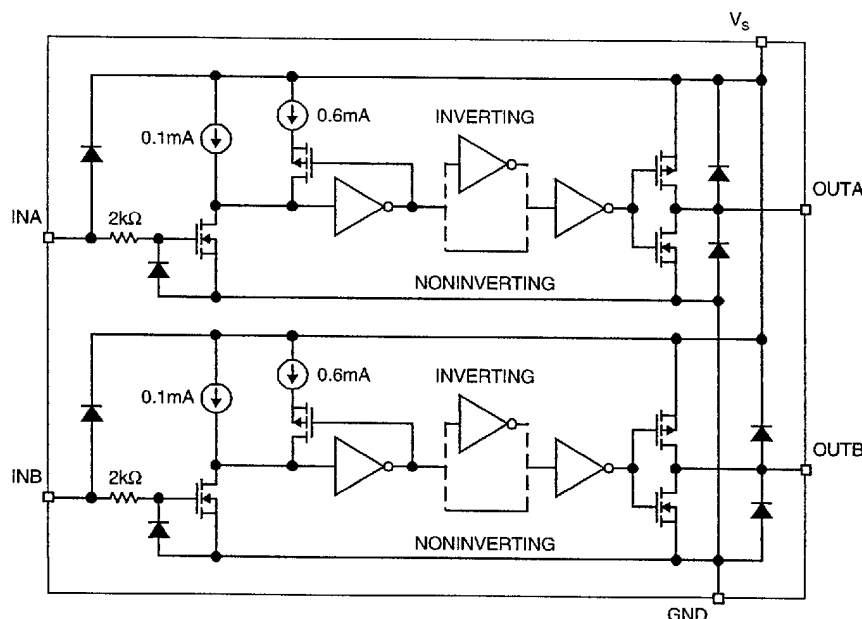 V_S
0.1mA
0.6mA
INVERTING
INA
2kΩ
OUTA
NONINVERTING
0.1mA
0.6mA
INVERTING
INB
2kΩ
OUTB
NONINVERTING
GND